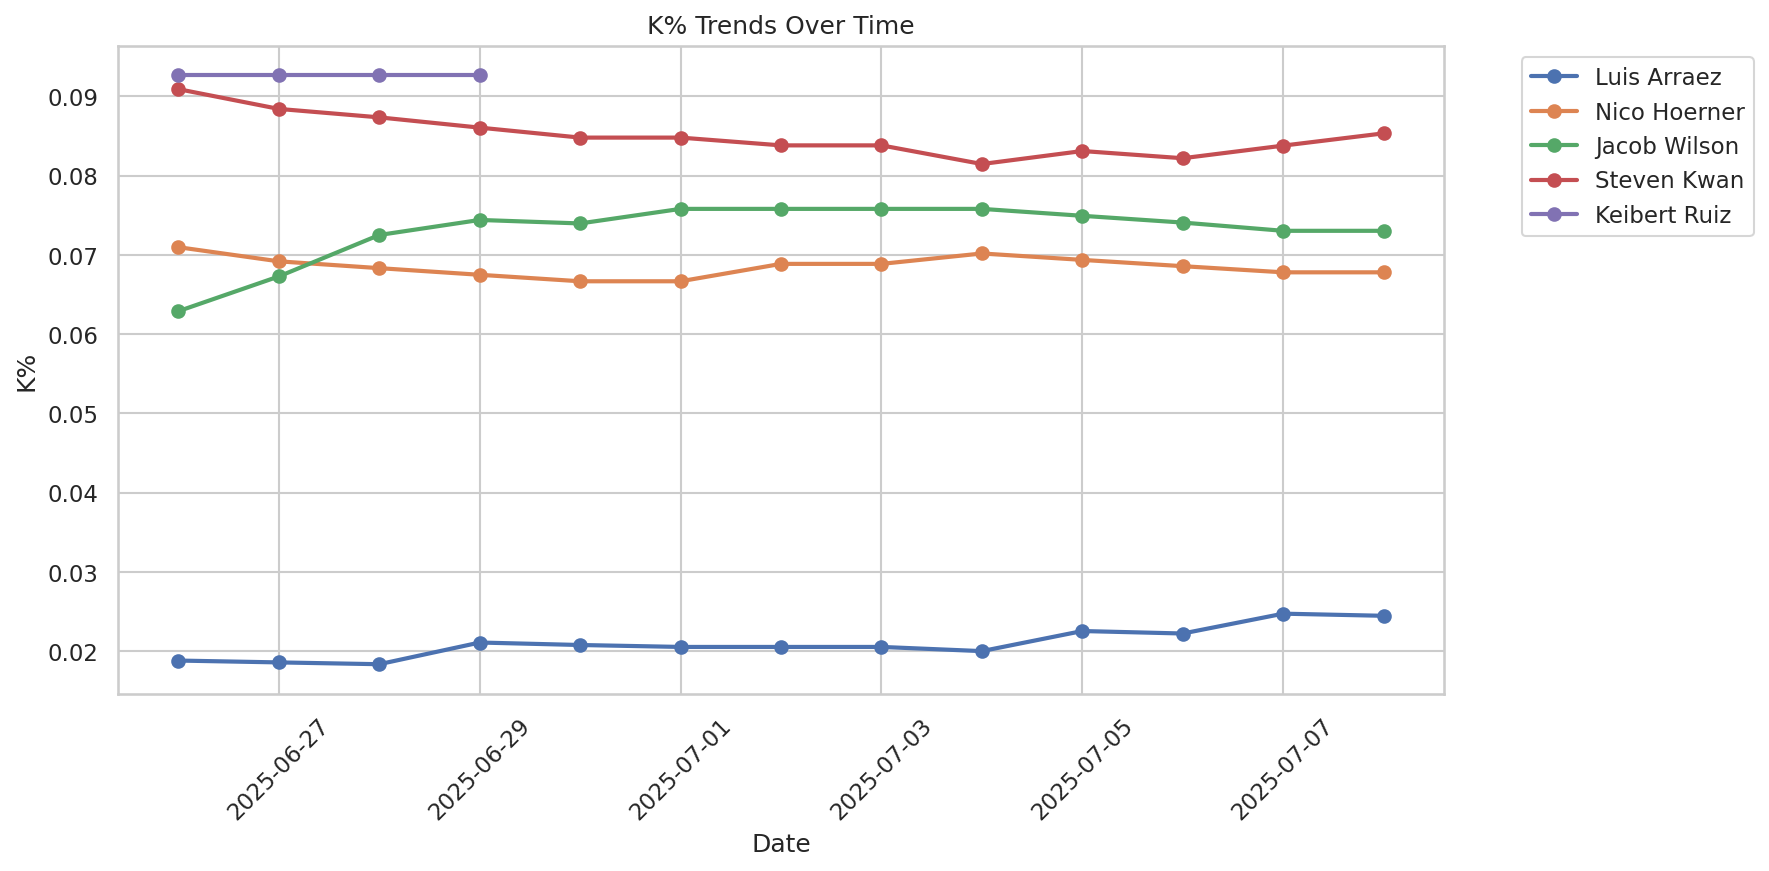 K% Trends Over Time
Luis Arraez
Nico Hoerner
Jacob Wilson
Steven Kwan
Keibert Ruiz
K%
0.09
0.08
0.07
0.06
0.05
0.04
0.03
0.02
2025-06-27
2025-06-29
2025-07-01
2025-07-03
2025-07-05
2025-07-07
Date